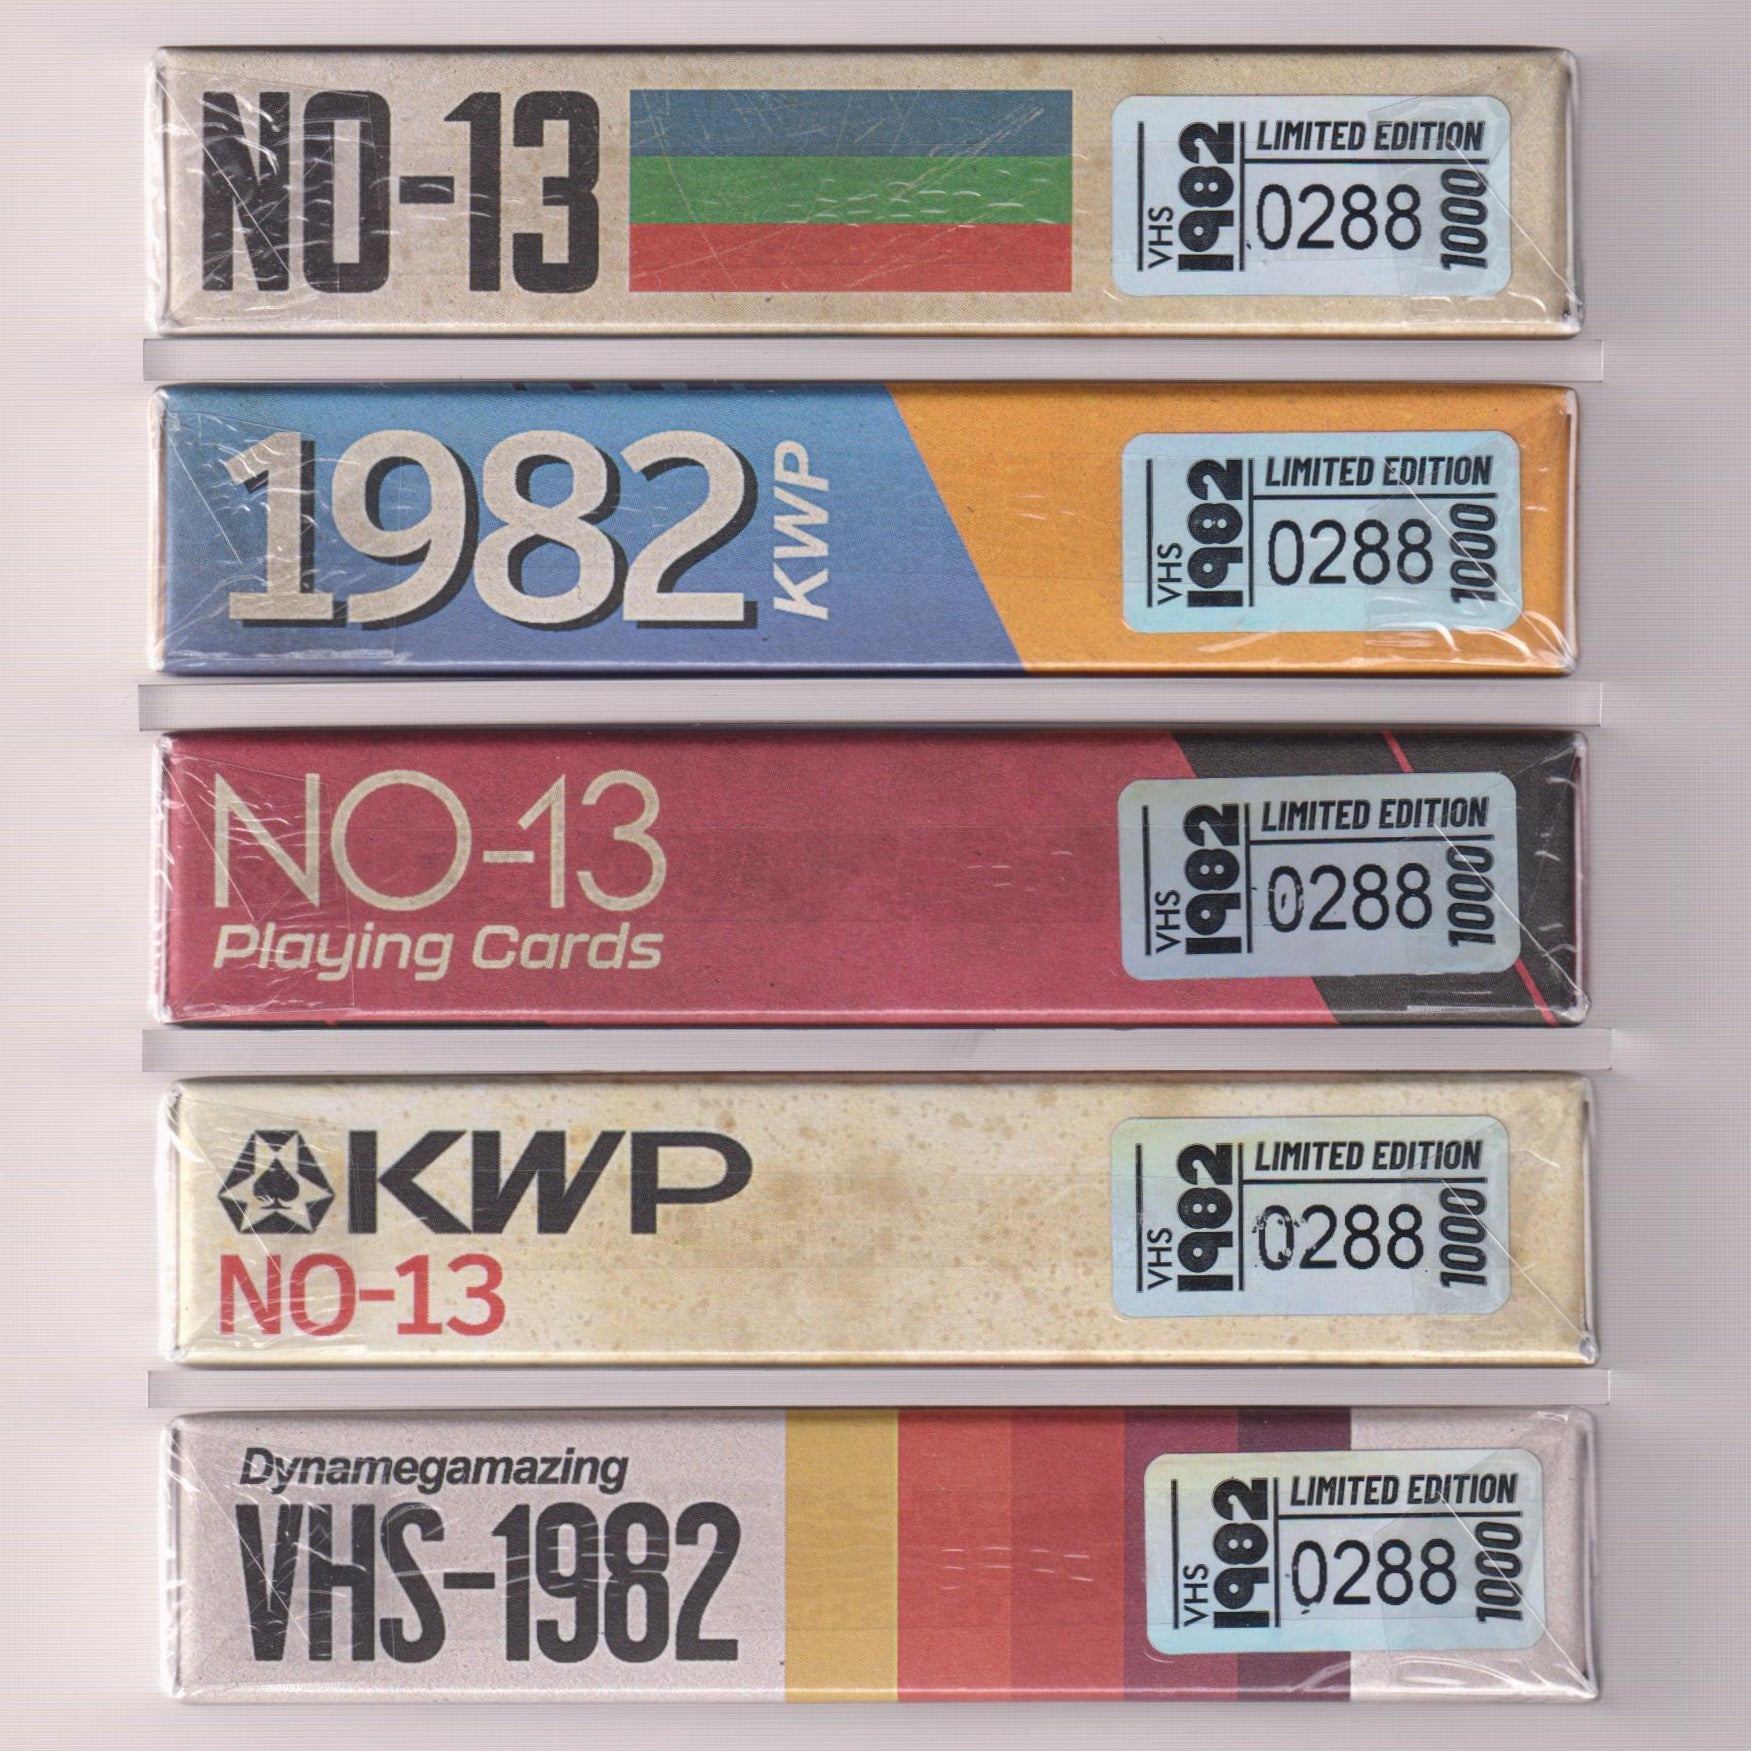 NO-13
VHS
1982
LIMITED EDITION
0288
1000
1982
KWP
VHS
1982
LIMITED EDITION
0288
1000
NO-13
Playing Cards
VHS
1982
LIMITED EDITION
0288
1000
KWP
NO-13
VHS
1982
LIMITED EDITION
0288
1000
Dynamegamazing
VHS-1982
VHS
1982
LIMITED EDITION
0288
1000